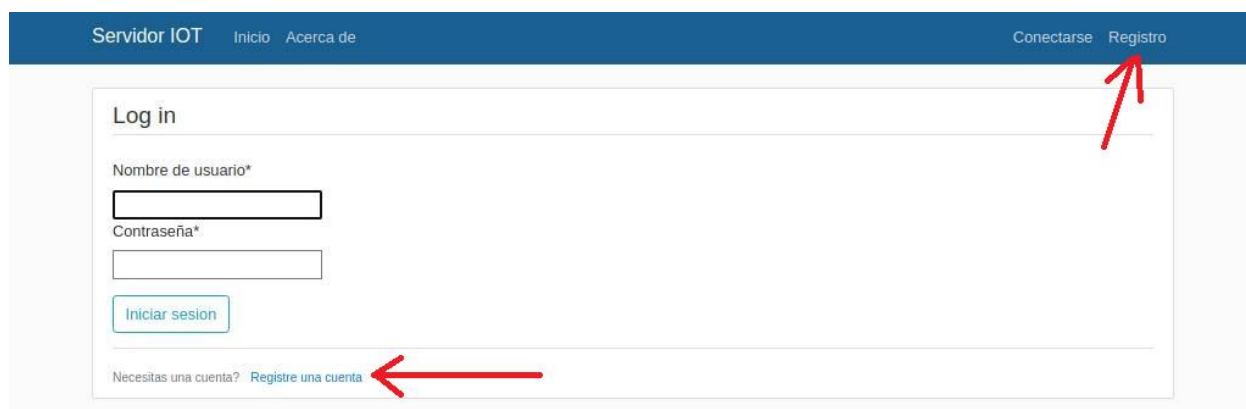 Servidor IOT Inicio Acerca de Conectarse Registro
Log in
Nombre de usuario*
Contraseña*
Iniciar sesion
Necesitas una cuenta? Registre una cuenta